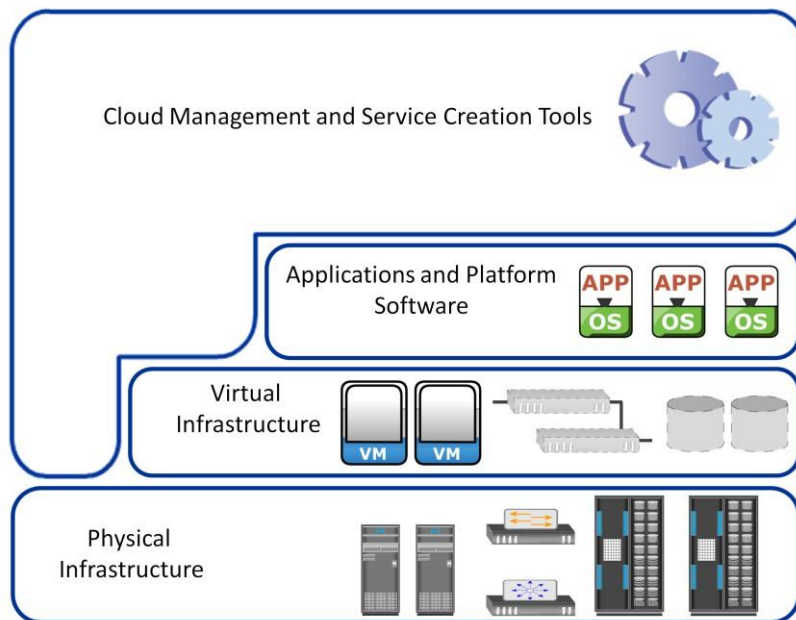 Cloud Management and Service Creation Tools
Applications and Platform
Software
APP APP APP
OS OS OS
Virtual
Infrastructure
VM VM
Physical
Infrastructure